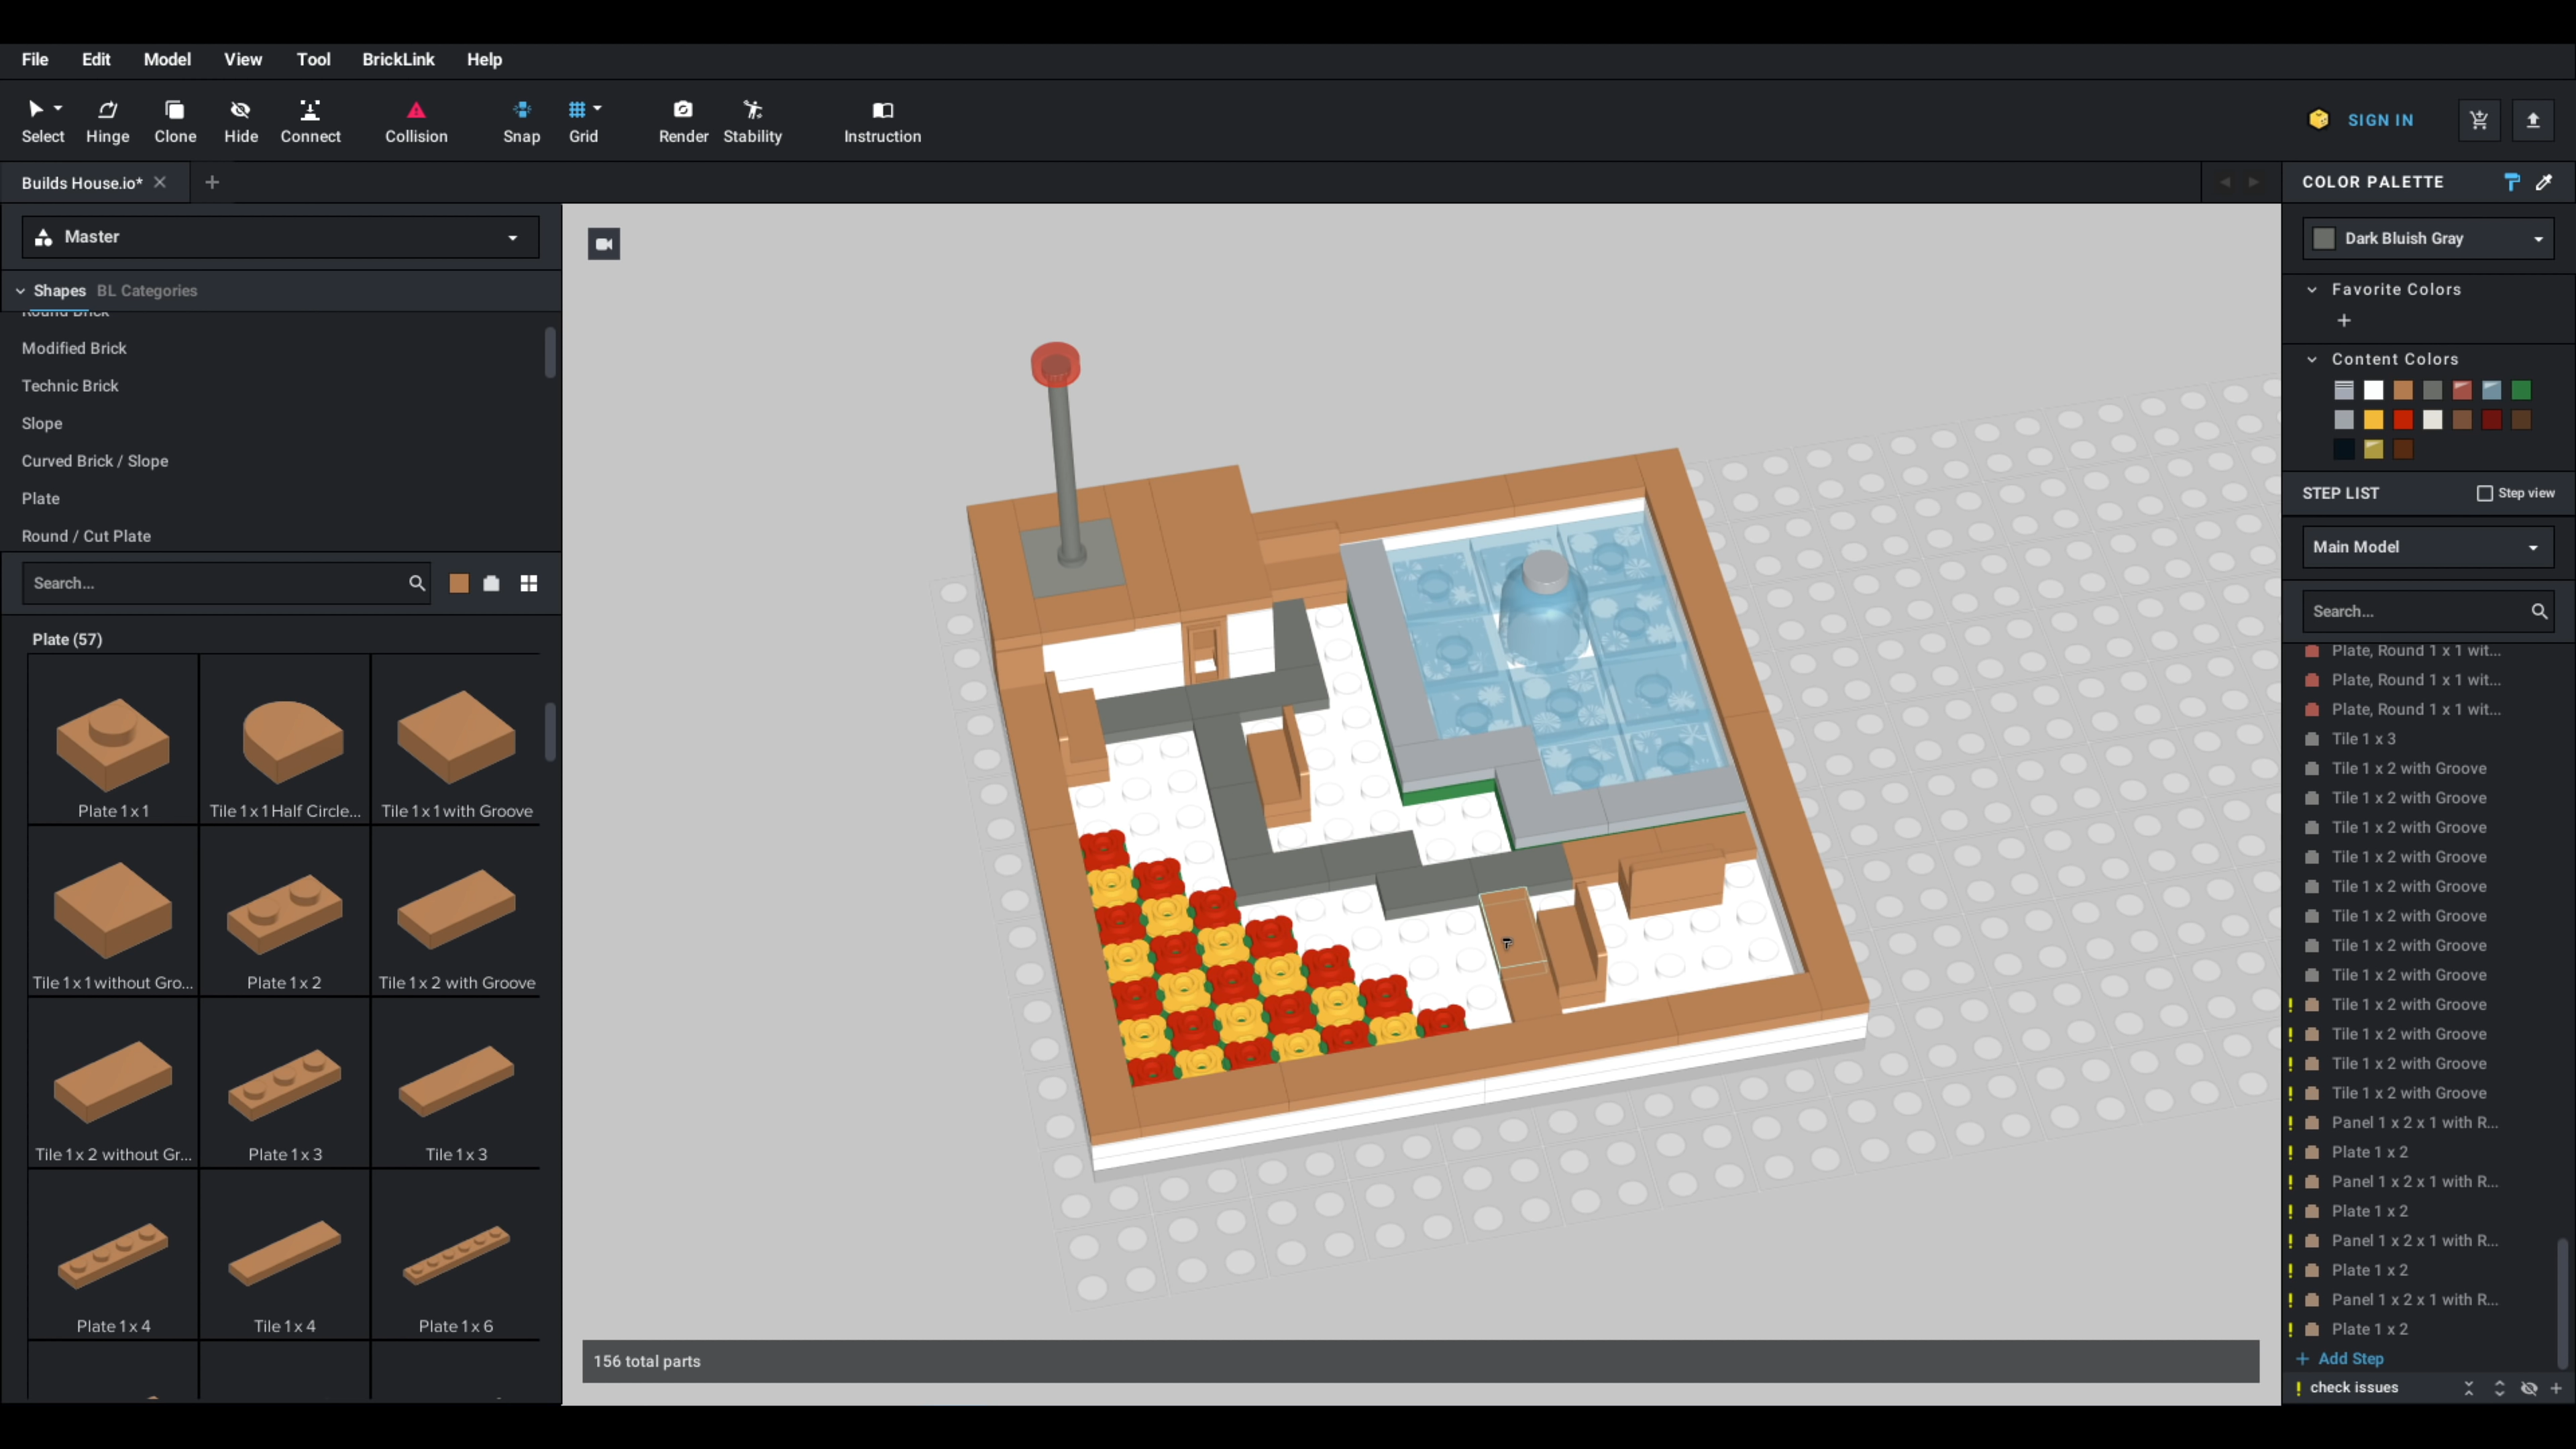 File Edit Model View Tool BrickLink Help
Select Hinge Clone Hide Connect Collision Snap Grid Render Stability Instruction
SIGN IN
Builds House.io*
Master
Shapes BL Categories
Round Brick
Modified Brick
Technic Brick
Slope
Curved Brick / Slope
Plate
Round / Cut Plate
Search...
Plate (57)
Plate 1 x 1 Tile 1 x 1 Half Circle... Tile 1 x 1 with Groove
Tile 1 x 1 without Gro... Plate 1 x 2 Tile 1 x 2 with Groove
Tile 1 x 2 without Gr... Plate 1 x 3 Tile 1 x 3
Plate 1 x 4 Tile 1 x 4 Plate 1 x 6
156 total parts
COLOR PALETTE
Dark Bluish Gray
Favorite Colors
+
Content Colors
STEP LIST Step view
Main Model
Search...
Plate, Round 1 x 1 wit...
Plate, Round 1 x 1 wit...
Plate, Round 1 x 1 wit...
Tile 1 x 3
Tile 1 x 2 with Groove
Tile 1 x 2 with Groove
Tile 1 x 2 with Groove
Tile 1 x 2 with Groove
Tile 1 x 2 with Groove
Tile 1 x 2 with Groove
Tile 1 x 2 with Groove
Tile 1 x 2 with Groove
! Tile 1 x 2 with Groove
! Tile 1 x 2 with Groove
! Tile 1 x 2 with Groove
! Tile 1 x 2 with Groove
! Panel 1 x 2 x 1 with R...
! Plate 1 x 2
! Panel 1 x 2 x 1 with R...
! Plate 1 x 2
! Panel 1 x 2 x 1 with R...
! Plate 1 x 2
! Panel 1 x 2 x 1 with R...
! Plate 1 x 2
+ Add Step
! check issues